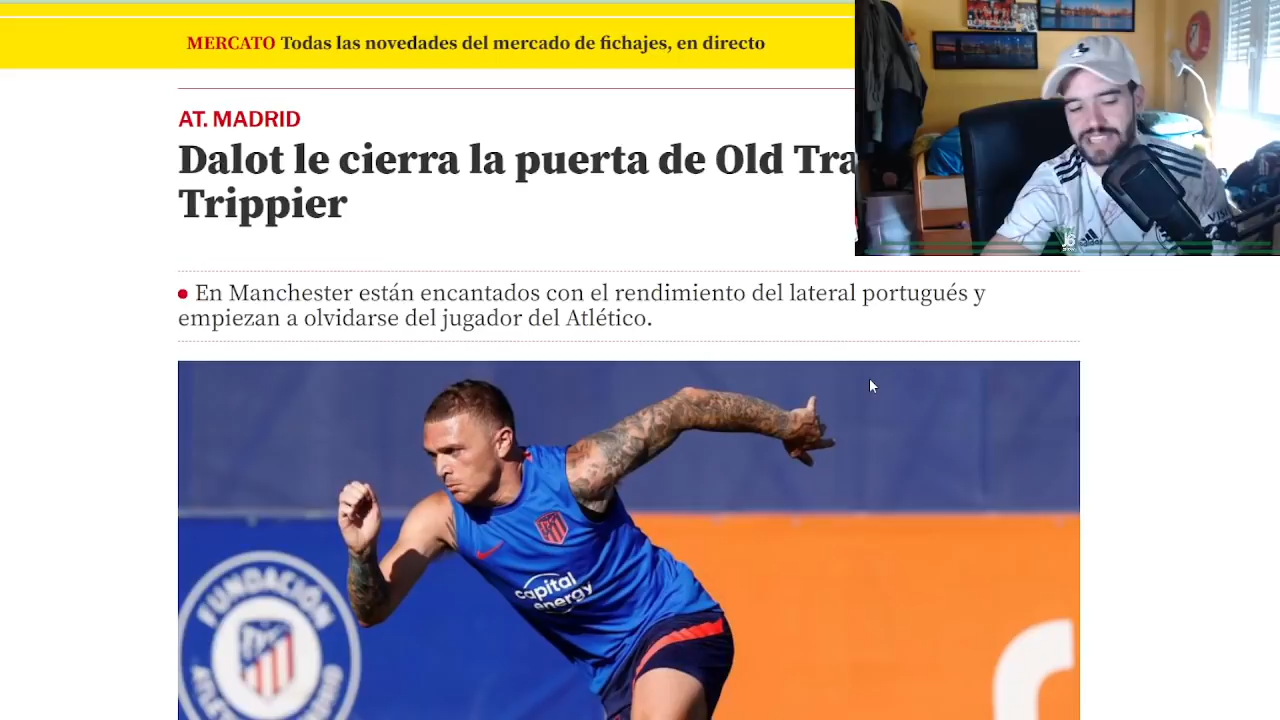 MERCATO Todas las novedades del mercado de fichajes, en directo
AT. MADRID
Dalot le cierra la puerta de Old
Trippier
En Manchester están encantados con el rendimiento del lateral portugués y
empiezan a olvidarse del jugador del Atlético.
capital
energy
FUNDACIÓN
adidas